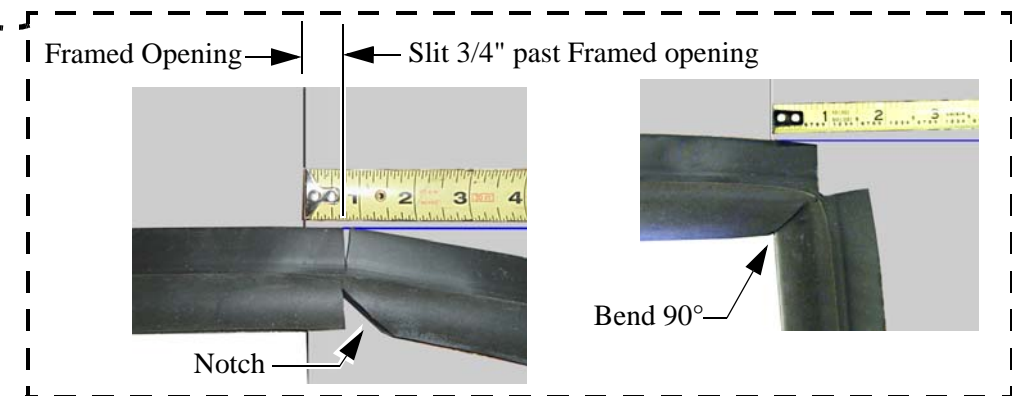 Framed Opening
Slit 3/4" past Framed opening
1 2 3 4
1 2 3
Bend 90°
Notch